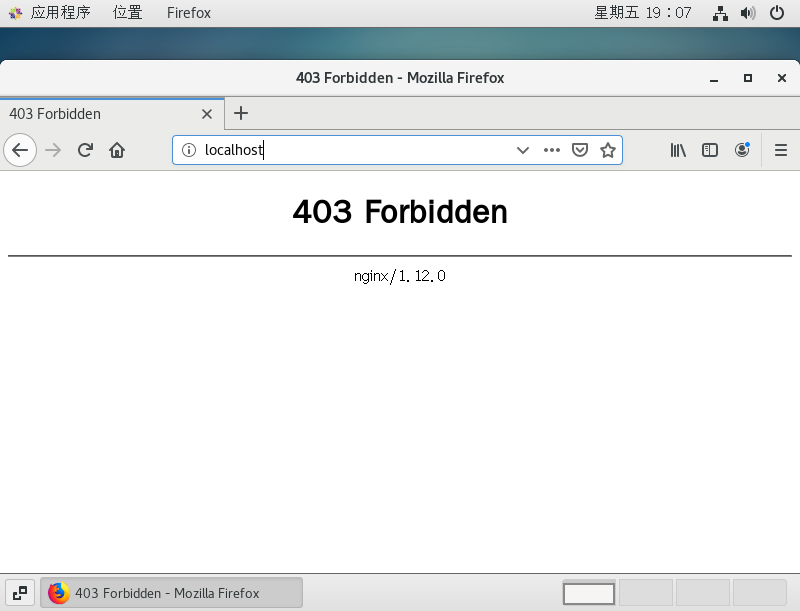 应用程序 位置 Firefox 星期五 19：07
403 Forbidden - Mozilla Firefox
403 Forbidden
localhost
403 Forbidden
nginx/1.12.0
403 Forbidden - Mozilla Firefox